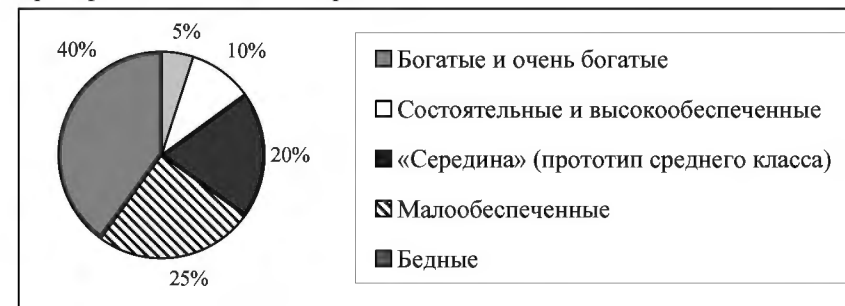 40%
5%
10%
20%
25%
Богатые и очень богатые
Состоятельные и высокообеспеченные
«Середина» (прототип среднего класса)
Малообеспеченные
Бедные